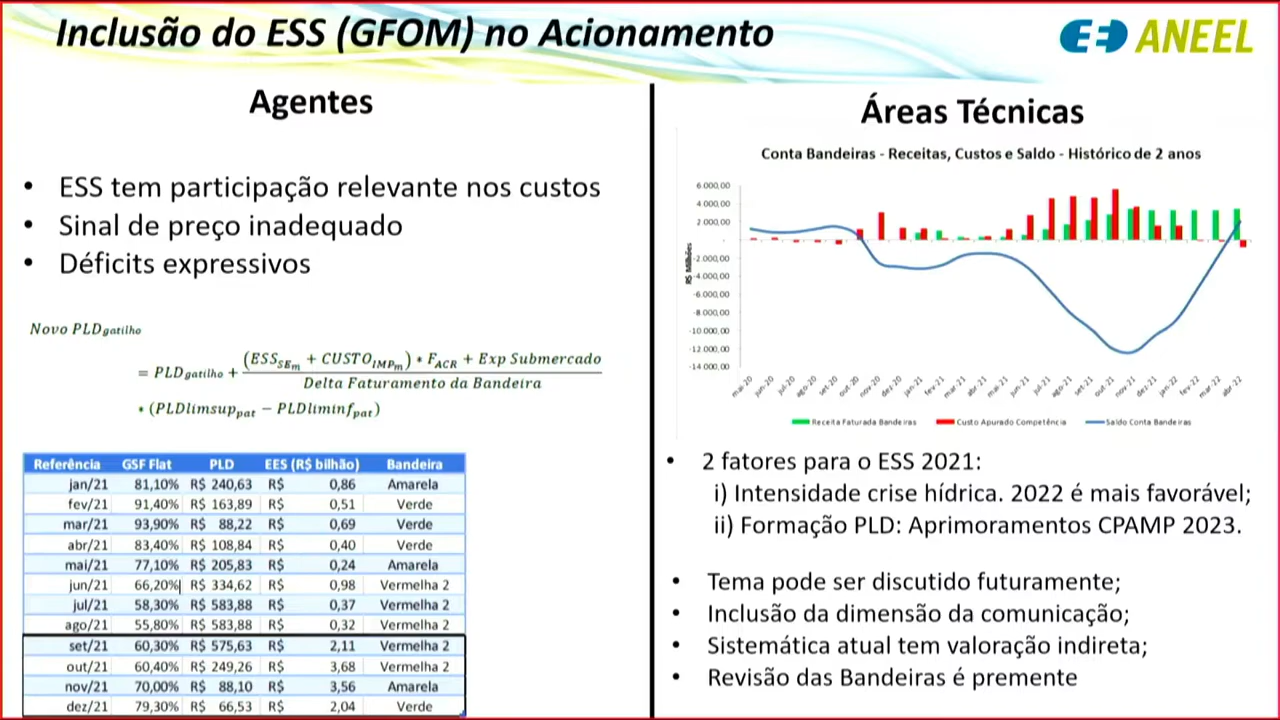 Inclusão do ESS (GFOM) no Acionamento
ANEEL
Agentes
• ESS tem participação relevante nos custos
• Sinal de preço inadequado
• Déficits expressivos
Novo PLDgatilho
= PLDgatilho + (ESSSEm + CUSTOIMPm) * FACR + Exp Submercado
Delta Faturamento da Bandeira
* (PLDlimsuppat − PLDliminfpat)
Referência GSF Flat PLD EES (R$ bilhão) Bandeira
jan/21 81,10% R$ 240,63 R$ 0,86 Amarela
fev/21 91,40% R$ 163,89 R$ 0,51 Verde
mar/21 93,90% R$ 88,22 R$ 0,69 Verde
abr/21 83,40% R$ 108,84 R$ 0,40 Verde
mai/21 77,10% R$ 205,83 R$ 0,24 Amarela
jun/21 66,20% R$ 334,62 R$ 0,98 Vermelha 2
jul/21 58,30% R$ 583,88 R$ 0,37 Vermelha 2
ago/21 55,80% R$ 583,88 R$ 0,32 Vermelha 2
set/21 60,30% R$ 575,63 R$ 2,11 Vermelha 2
out/21 60,40% R$ 249,26 R$ 3,68 Vermelha 2
nov/21 70,00% R$ 88,10 R$ 3,56 Amarela
dez/21 79,30% R$ 66,53 R$ 2,04 Verde
Áreas Técnicas
Conta Bandeiras - Receitas, Custos e Saldo - Histórico de 2 anos
R$ Milhões
6.000,00
4.000,00
2.000,00
-
-2.000,00
-4.000,00
-6.000,00
-8.000,00
-10.000,00
-12.000,00
-14.000,00
mai-20 jun-20 jul-20 ago-20 set-20 out-20 nov-20 dez-20 jan-21 fev-21 mar-21 abr-21 mai-21 jun-21 jul-21 ago-21 set-21 out-21 nov-21 dez-21 jan-22 fev-22 mar-22 abr-22
Receita Faturada Bandeiras Custo Apurado Competência Saldo Conta Bandeiras
• 2 fatores para o ESS 2021:
i) Intensidade crise hídrica. 2022 é mais favorável;
ii) Formação PLD: Aprimoramentos CPAMP 2023.
• Tema pode ser discutido futuramente;
• Inclusão da dimensão da comunicação;
• Sistemática atual tem valoração indireta;
• Revisão das Bandeiras é premente